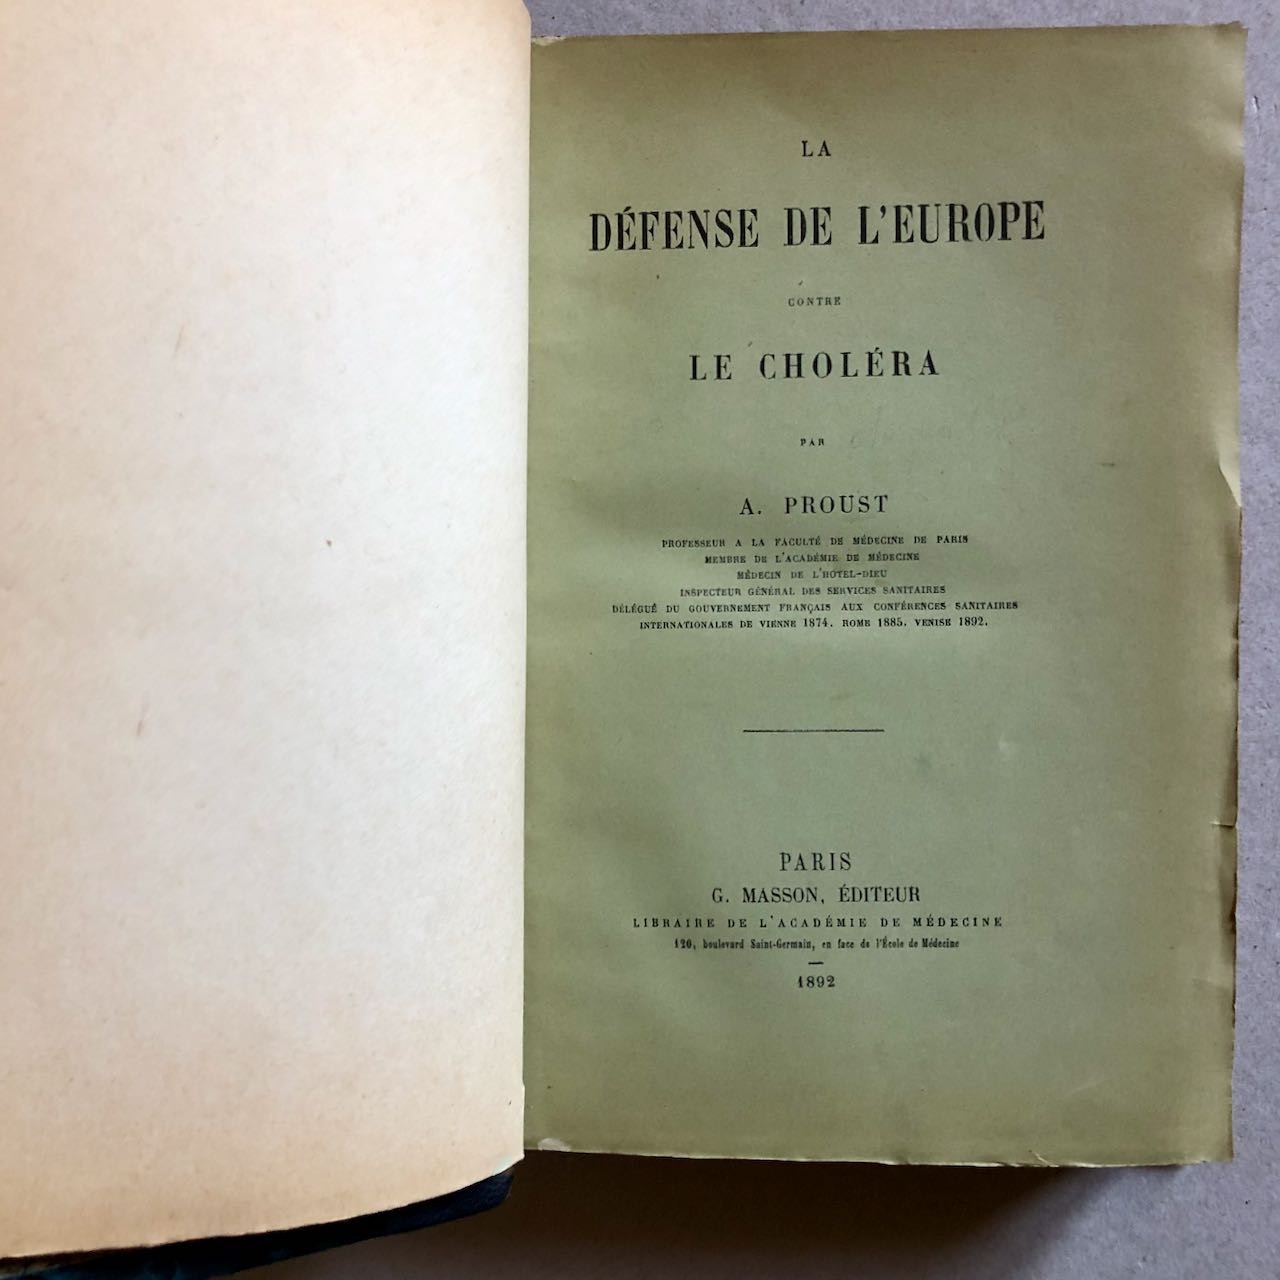 LA
DÉFENSE DE L'EUROPE
CONTRE
LE CHOLÉRA
PAR
A. PROUST
PROFESSEUR A LA FACULTÉ DE MÉDECINE DE PARIS
MEMBRE DE L'ACADÉMIE DE MÉDECINE
MÉDECIN DE L'HOTEL-DIEU
INSPECTEUR GÉNÉRAL DES SERVICES SANITAIRES
DÉLÉGUÉ DU GOUVERNEMENT FRANÇAIS AUX CONFÉRENCES SANITAIRES
INTERNATIONALES DE VIENNE 1874. ROME 1885. VENISE 1892.
PARIS
G. MASSON, ÉDITEUR
LIBRAIRE DE L'ACADÉMIE DE MÉDECINE
120, boulevard Saint-Germain, en face de l'École de Médecine
1892